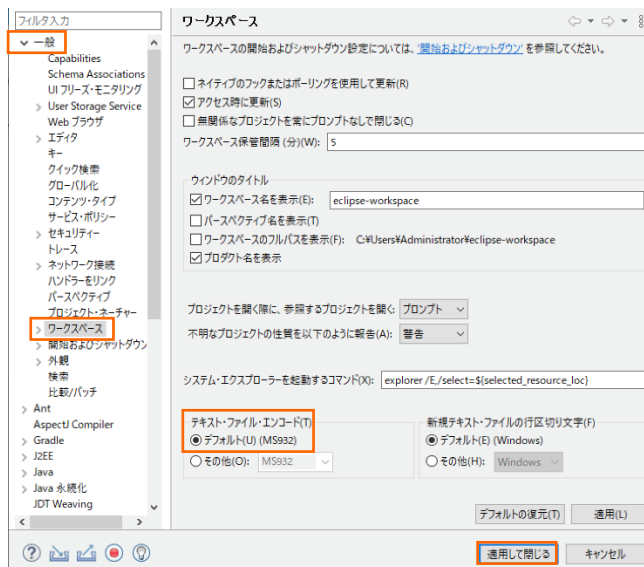 フィルタ入力
一般
Capabilities
Schema Associations
UI フリーズ・モニタリング
User Storage Service
Web ブラウザ
エディタ
キー
クイック検索
グローバル化
コンテンツ・タイプ
サービス・ポリシー
セキュリティー
トレース
ネットワーク接続
ハンドラーをリンク
パースペクティブ
プロジェクト・ネーチャー
ワークスペース
開始およびシャットダウン
外観
検索
比較/パッチ
Ant
AspectJ Compiler
Gradle
J2EE
Java
Java 永続化
JDT Weaving
ワークスペース
ワークスペースの開始およびシャットダウン設定については、'開始およびシャットダウン' を参照してください。
ネイティブのフックまたはポーリングを使用して更新(R)
アクセス時に更新(S)
無関係なプロジェクトを常にプロンプトなしで閉じる(C)
ワークスペース保管間隔 (分)(W): 5
ウィンドウのタイトル
ワークスペース名を表示(E): eclipse-workspace
パースペクティブ名を表示(T)
ワークスペースのフルパスを表示(F): C:¥Users¥Administrator¥eclipse-workspace
プロダクト名を表示
プロジェクトを開く際に、参照するプロジェクトを開く: プロンプト
不明なプロジェクトの性質を以下のように報告(A): 警告
システム・エクスプローラーを起動するコマンド(X): explorer /E,/select=${selected_resource_loc}
テキスト・ファイル・エンコード(T)
デフォルト(U) (MS932)
その他(O): MS932
新規テキスト・ファイルの行区切り文字(F)
デフォルト(E) (Windows)
その他(H): Windows
デフォルトの復元(T) 適用(L)
適用して閉じる キャンセル